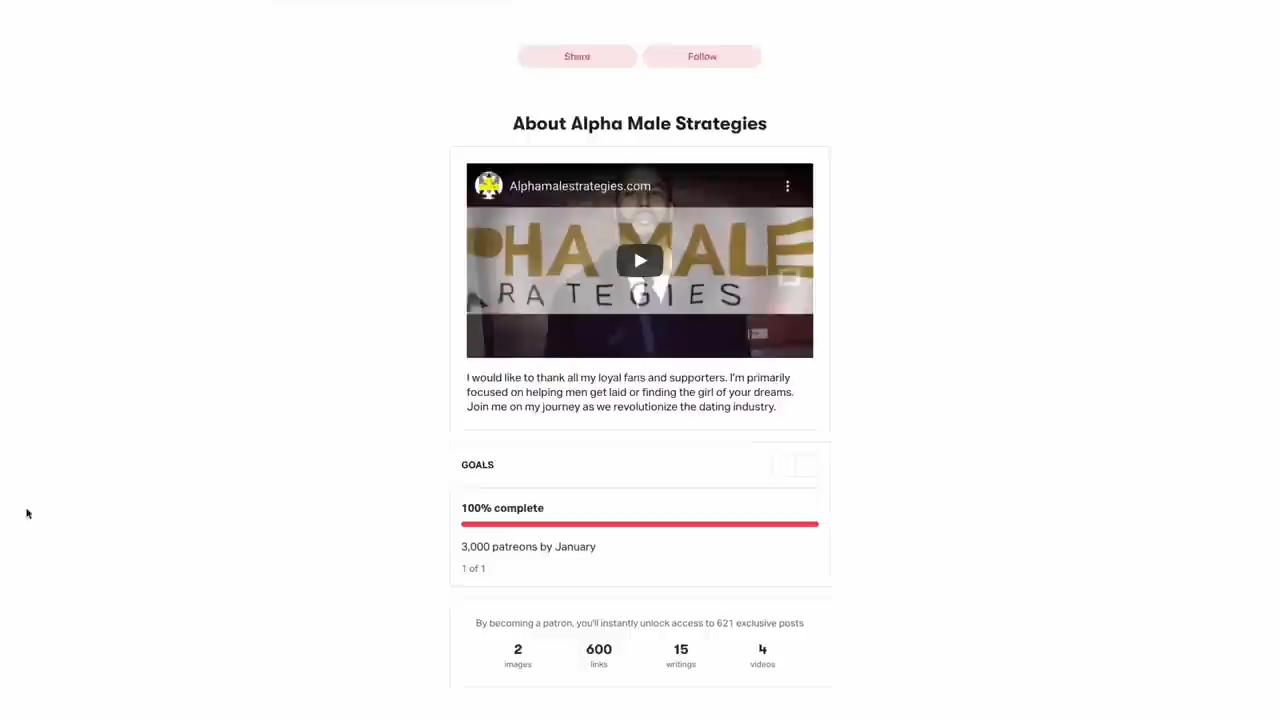 Share
Follow
About Alpha Male Strategies
Alphamalestrategies.com
PHA MALE
RATEGIES
I would like to thank all my loyal fans and supporters. I'm primarily
focused on helping men get laid or finding the girl of your dreams.
Join me on my journey as we revolutionize the dating industry.
GOALS
100% complete
3,000 patreons by January
1 of 1
By becoming a patron, you'll instantly unlock access to 621 exclusive posts
2
600
15
4
images
links
writings
videos